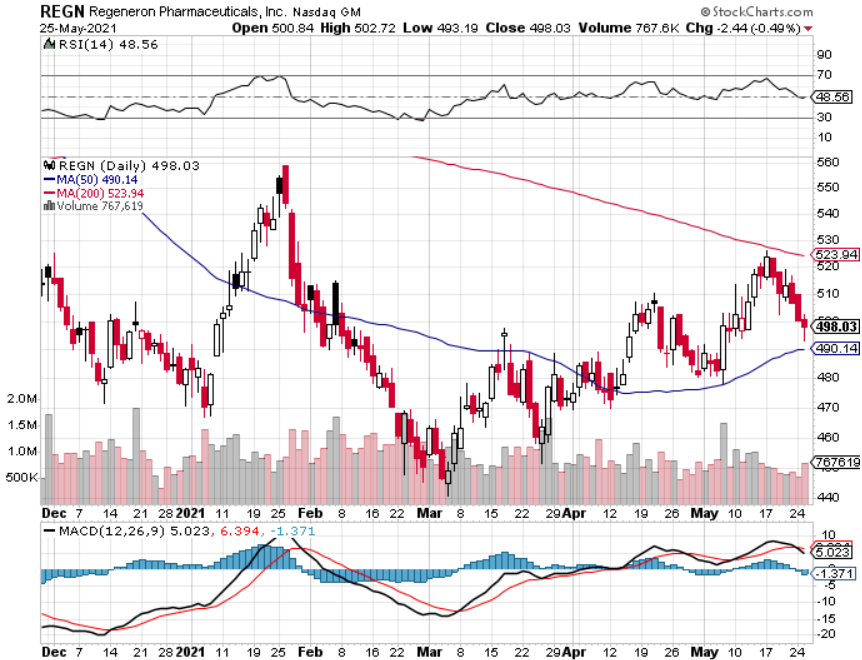 REGN Regeneron Pharmaceuticals, Inc. Nasdaq GM © StockCharts.com
25-May-2021 Open 500.84 High 502.72 Low 493.19 Close 498.03 Volume 767.6K Chg -2.44 (-0.49%)
RSI(14) 48.56
90
70
48.56
30
10
REGN (Daily) 498.03
MA(50) 490.14
MA(200) 523.94
Volume 767,619
560
550
540
530
523.94
520
510
498.03
490.14
480
470
460
767619
440
2.0M
1.5M
1.0M
500K
Dec 7 14 21 28 2021 11 19 25 Feb 8 16 22 Mar 8 15 22 29 Apr 12 19 26 May 10 17 24
MACD(12,26,9) 5.023, 6.394, -1.371
10
5.023
0
-1.371
-5
-10
-15
-20
Dec 7 14 21 28 2021 11 19 25 Feb 8 16 22 Mar 8 15 22 29 Apr 12 19 26 May 10 17 24